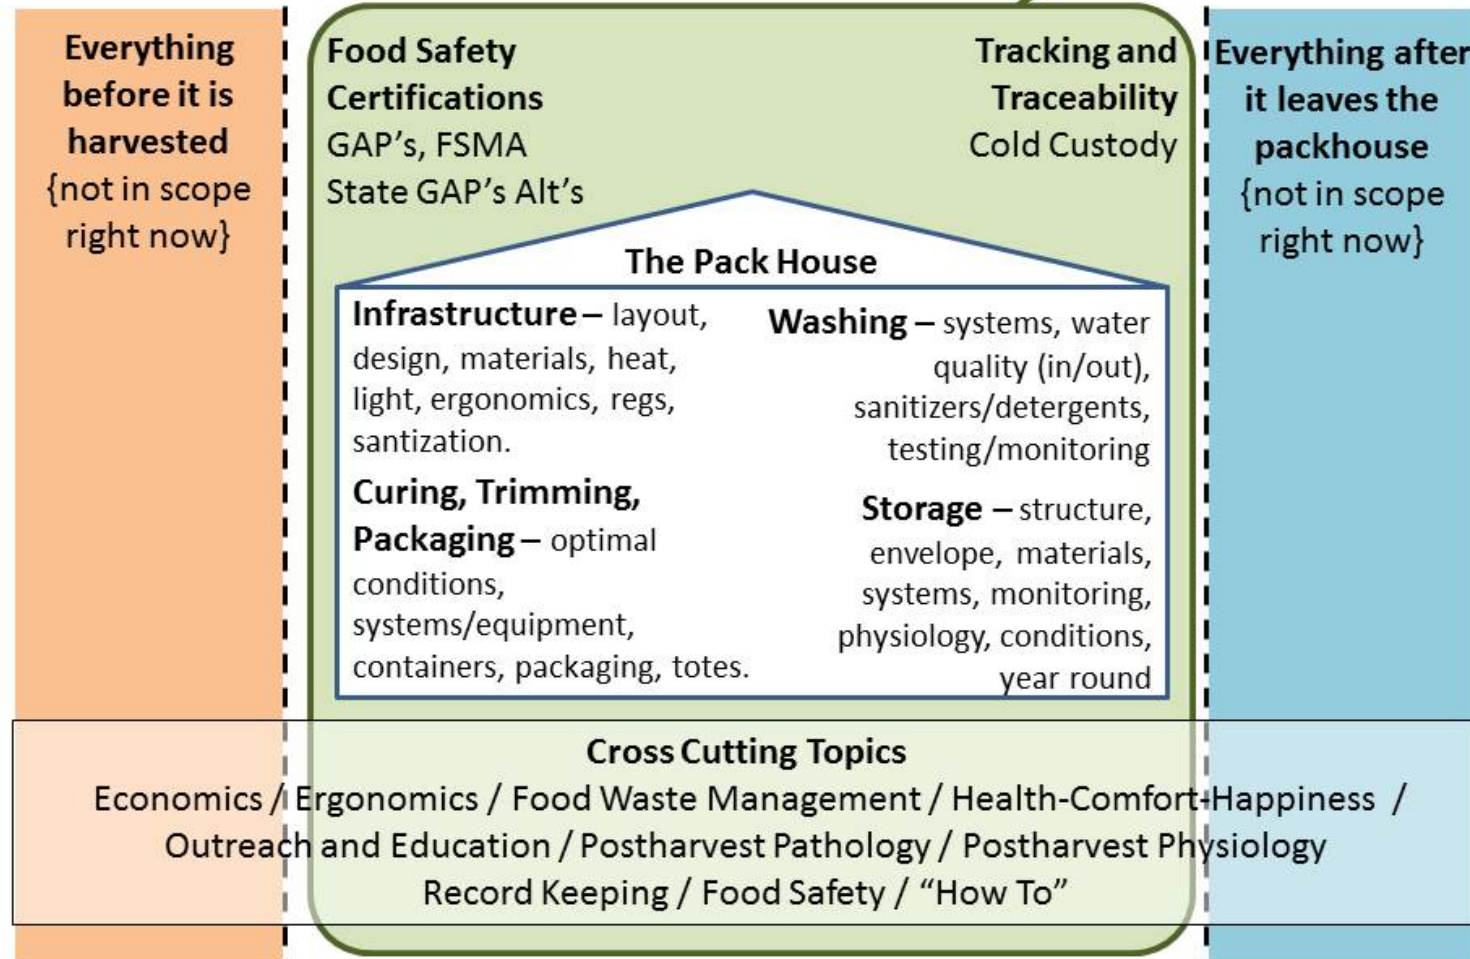 Everything
before it is
harvested
{not in scope
right now}
Food Safety
Certifications
GAP’s, FSMA
State GAP’s Alt’s
Tracking and
Traceability
Cold Custody
Everything after
it leaves the
packhouse
{not in scope
right now}
The Pack House
Infrastructure – layout,
design, materials, heat,
light, ergonomics, regs,
santization.
Curing, Trimming,
Packaging – optimal
conditions,
systems/equipment,
containers, packaging, totes.
Washing – systems, water
quality (in/out),
sanitizers/detergents,
testing/monitoring
Storage – structure,
envelope, materials,
systems, monitoring,
physiology, conditions,
year round
Cross Cutting Topics
Economics / Ergonomics / Food Waste Management / Health-Comfort-Happiness /
Outreach and Education / Postharvest Pathology / Postharvest Physiology
Record Keeping / Food Safety / “How To”